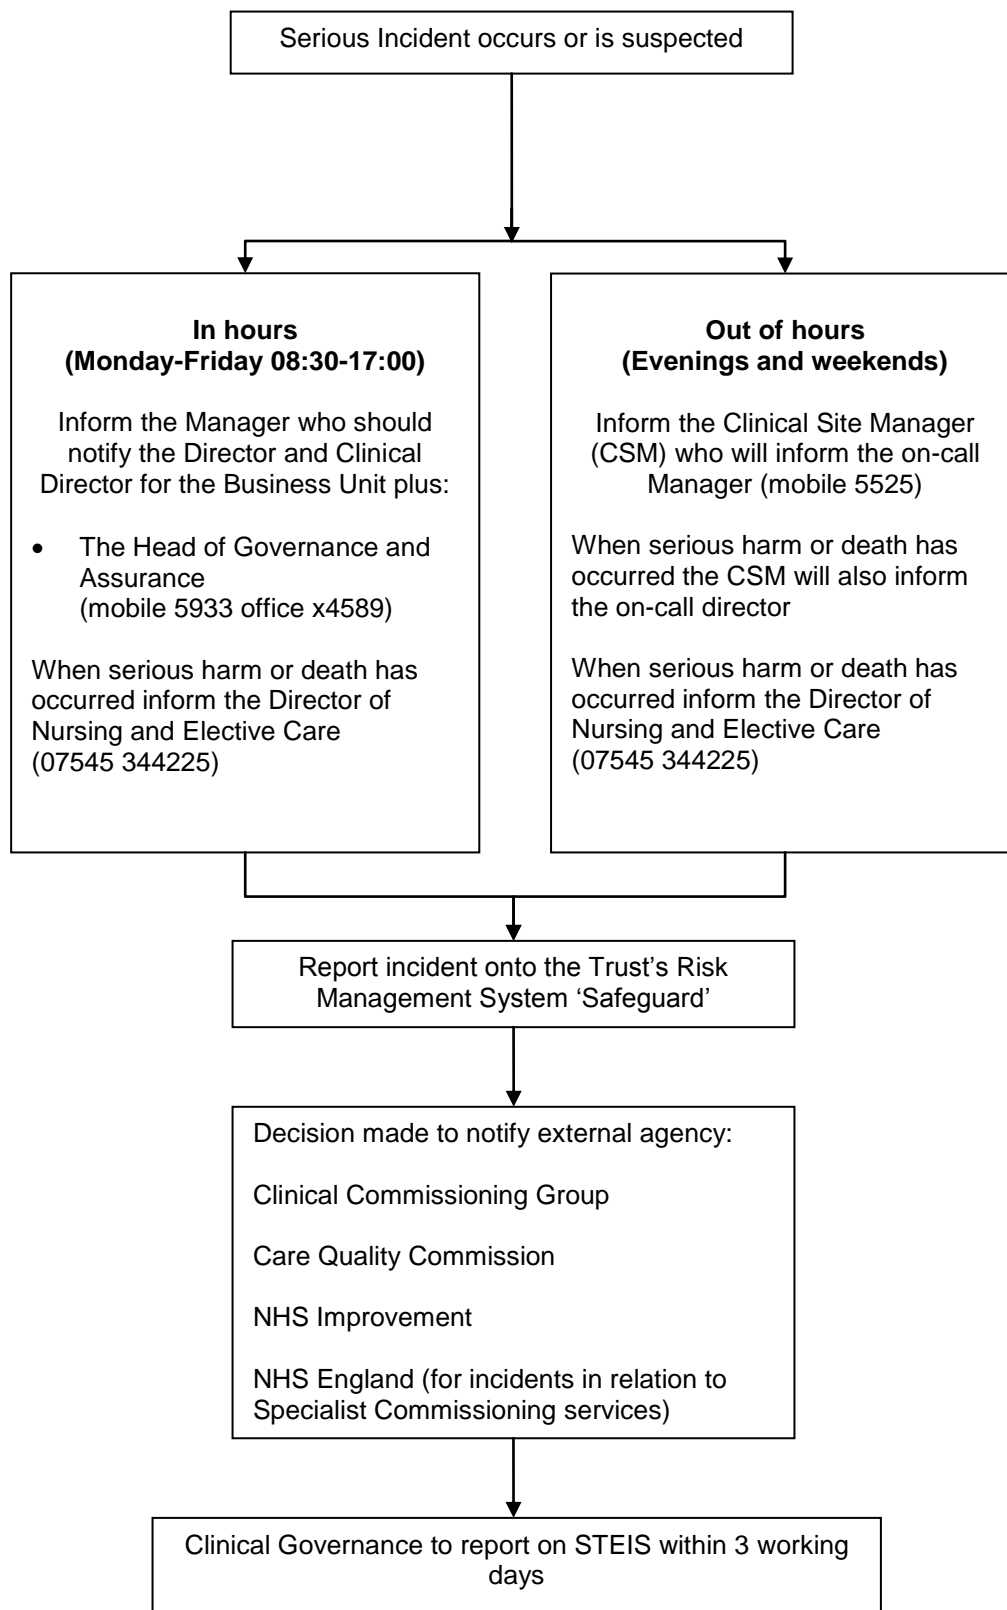 Serious Incident occurs or is suspected
In hours
(Monday-Friday 08:30-17:00)
Inform the Manager who should
notify the Director and Clinical
Director for the Business Unit plus:
• The Head of Governance and
Assurance
(mobile 5933 office x4589)
When serious harm or death has
occurred inform the Director of
Nursing and Elective Care
(07545 344225)
Out of hours
(Evenings and weekends)
Inform the Clinical Site Manager
(CSM) who will inform the on-call
Manager (mobile 5525)
When serious harm or death has
occurred the CSM will also inform
the on-call director
When serious harm or death has
occurred inform the Director of
Nursing and Elective Care
(07545 344225)
Report incident onto the Trust’s Risk
Management System ‘Safeguard’
Decision made to notify external agency:
Clinical Commissioning Group
Care Quality Commission
NHS Improvement
NHS England (for incidents in relation to
Specialist Commissioning services)
Clinical Governance to report on STEIS within 3 working
days